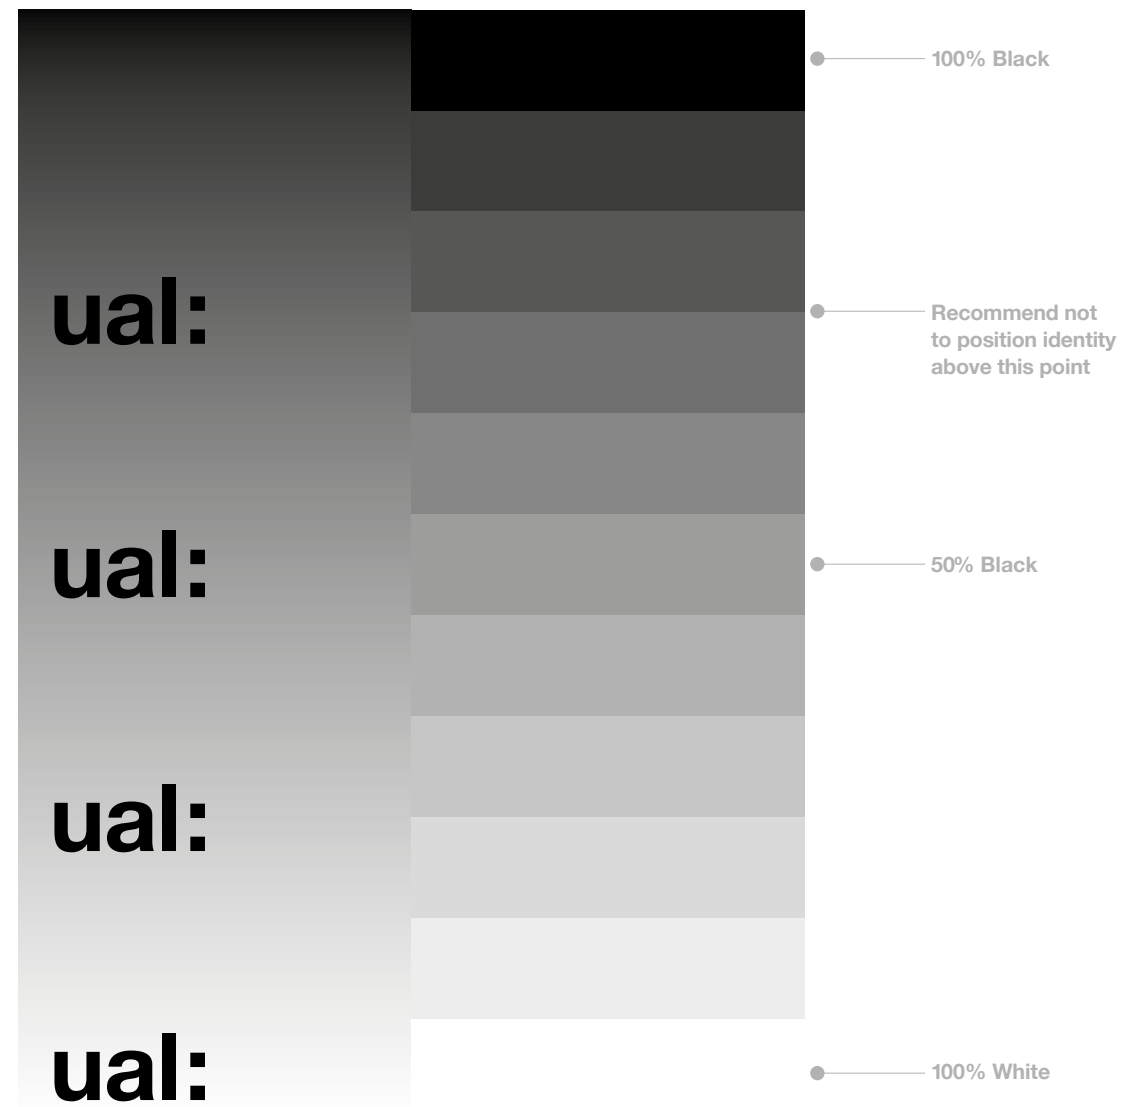 100% Black
ual:
Recommend not
to position identity
above this point
ual:
50% Black
ual:
ual:
100% White